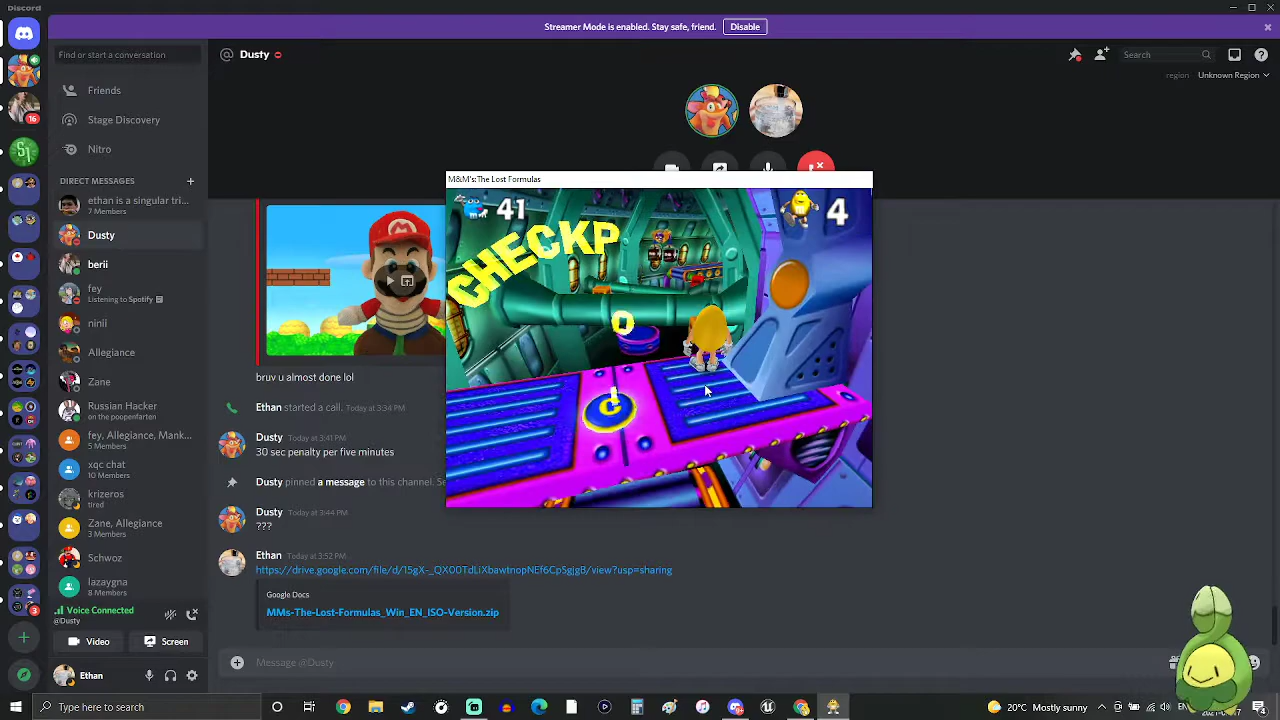 Discord
Streamer Mode is enabled. Stay safe, friend.
Disable
Find or start a conversation
Dusty
Search
region
Unknown Region
Friends
Stage Discovery
Nitro
DIRECT MESSAGES
ethan is a singular tri...
7 Members
Dusty
berii
fey
Listening to Spotify
ninii
Allegiance
Zane
Russian Hacker
on the poopenfarten
fey, Allegiance, Mank...
5 Members
xqc chat
10 Members
krizeros
tired
Zane, Allegiance
3 Members
Schwoz
lazaygna
8 Members
16
S1
3
Voice Connected
@Dusty
Video
Screen
Ethan
M&M's: The Lost Formulas
41
4
CHECKP
O
C
bruv u almost done lol
Ethan started a call. Today at 3:34 PM
Dusty Today at 3:41 PM
30 sec penalty per five minutes
Dusty pinned a message to this channel. Se
Dusty Today at 3:44 PM
???
Ethan Today at 3:52 PM
https://drive.google.com/file/d/15gX-_QX00TdLiXbawtnopNEf6Cp5gjgB/view?usp=sharing
Google Docs
MMs-The-Lost-Formulas_Win_EN_ISO-Version.zip
Message @Dusty
Type here to search
20°C Mostly sunny